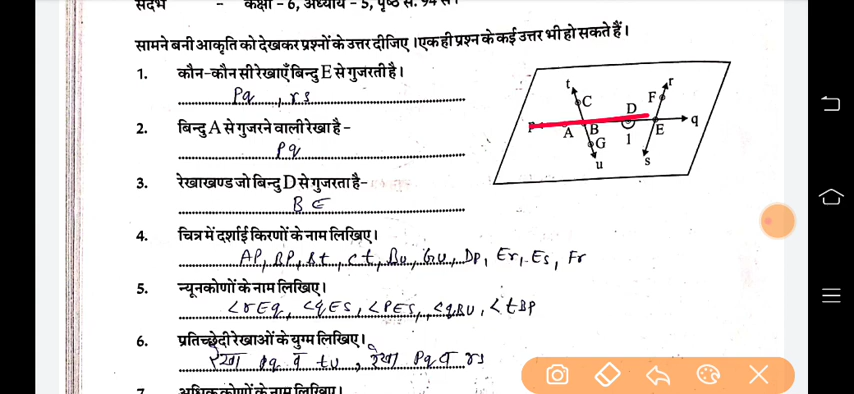 संदर्भ - कक्षा - 6, अध्याय - 5, पृष्ठ सं. 94 से।
सामने बनी आकृति को देखकर प्रश्नों के उत्तर दीजिए। एक ही प्रश्न के कई उत्तर भी हो सकते हैं।
1. कौन-कौन सी रेखाएँ बिन्दु E से गुजरती है।
Pq, rs
2. बिन्दु A से गुजरने वाली रेखा है-
Pq
3. रेखाखण्ड जो बिन्दु D से गुजरता है-
BE
4. चित्र में दर्शाई किरणों के नाम लिखिए।
AP, BP, Bt, Ct, Bu, Gu, DP, Er, Es, Fr
5. न्यूनकोणों के नाम लिखिए।
<rEq, <qES, <PES, <qBU, <tBP
6. प्रतिच्छेदी रेखाओं के युग्म लिखिए।
रेखा Pq व tu, रेखा Pq व rs
7. अधिक कोणों के नाम लिखिए।
t
r
C
F
D
P
q
A
B
E
G
1
u
s